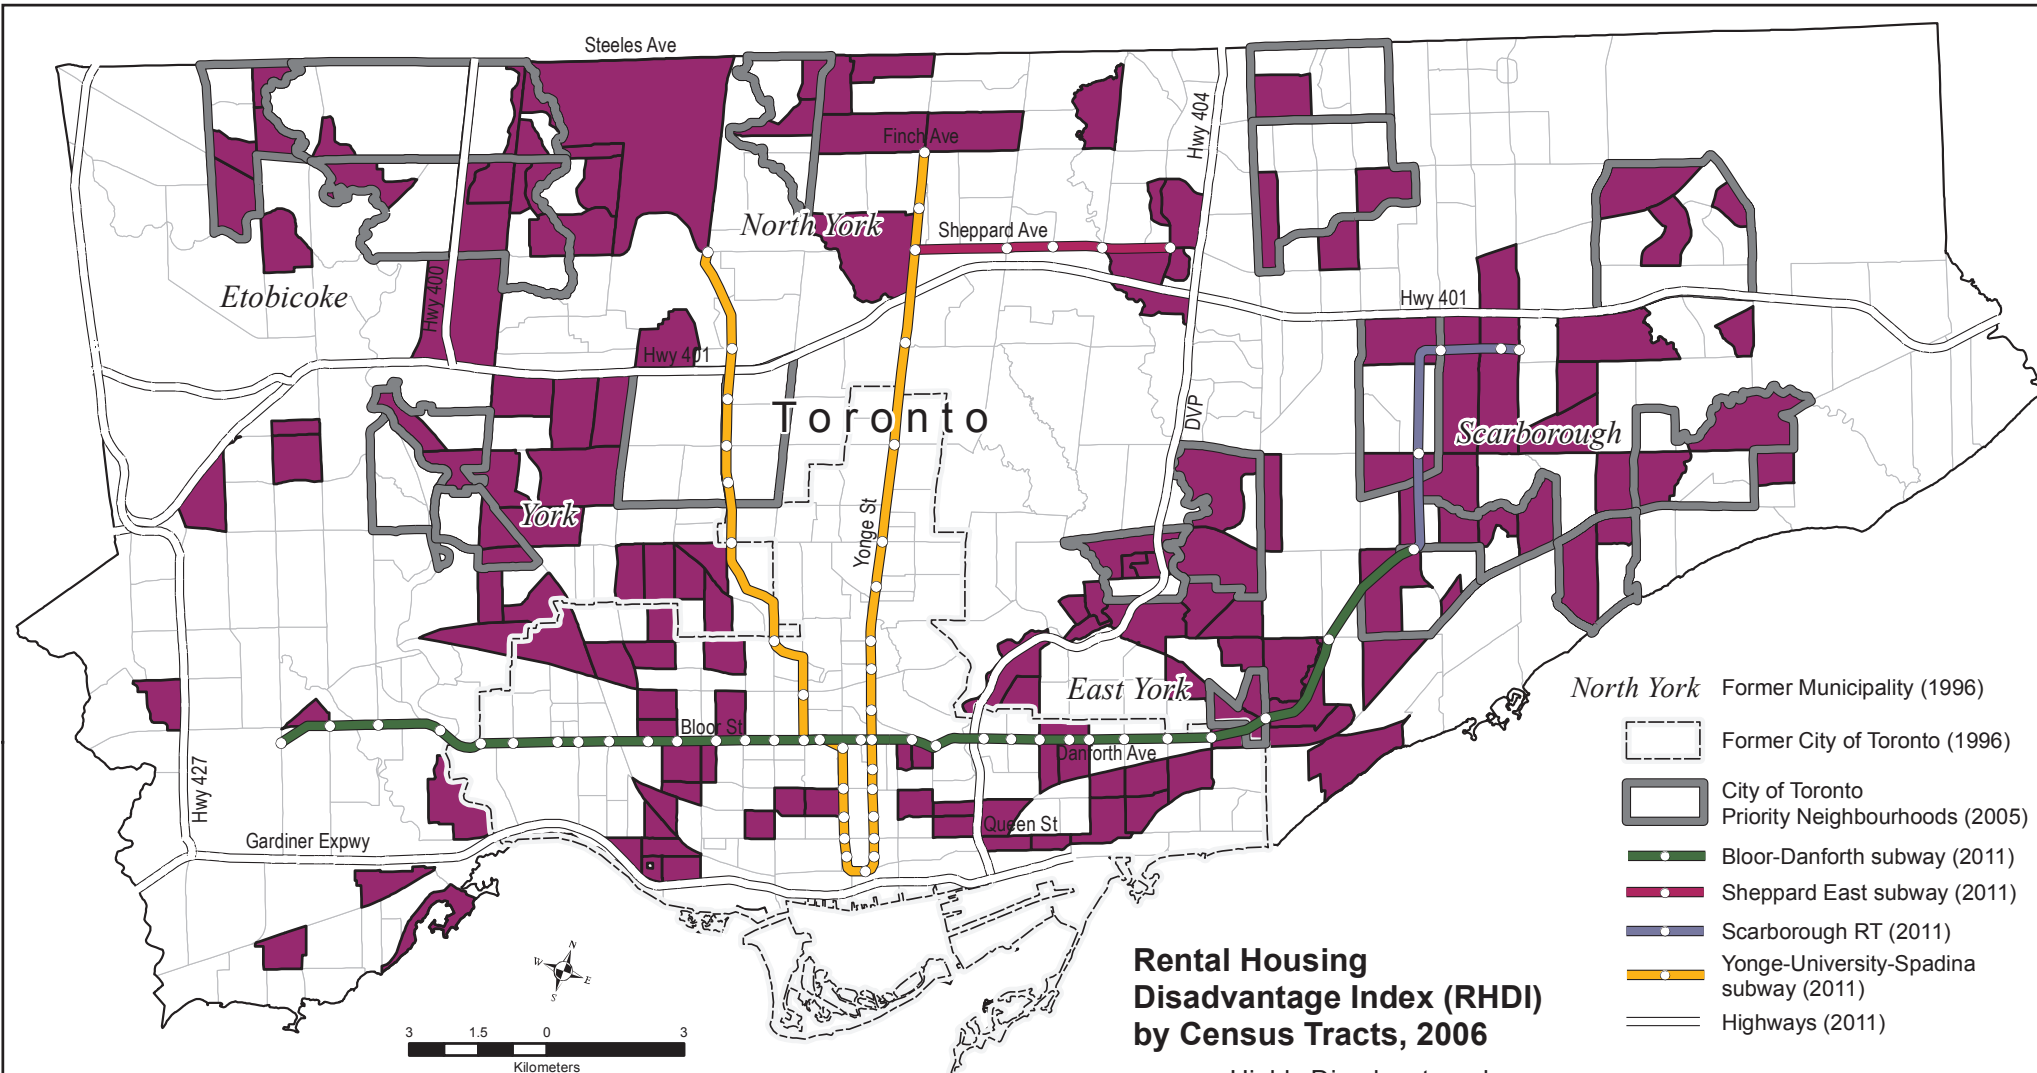 Steeles Ave
Finch Ave
Hwy 404
North York
Sheppard Ave
Etobicoke
Hwy 400
Hwy 401
Hwy 401
Toronto
DVP
Scarborough
York
Yonge St
East York
Bloor St
Danforth Ave
Hwy 427
Gardiner Expwy
Queen St
North York Former Municipality (1996)
Former City of Toronto (1996)
City of Toronto
Priority Neighbourhoods (2005)
Bloor-Danforth subway (2011)
Sheppard East subway (2011)
Scarborough RT (2011)
Yonge-University-Spadina
subway (2011)
Highways (2011)
N
W E
S
3 1.5 0 3
Kilometers
Rental Housing
Disadvantage Index (RHDI)
by Census Tracts, 2006